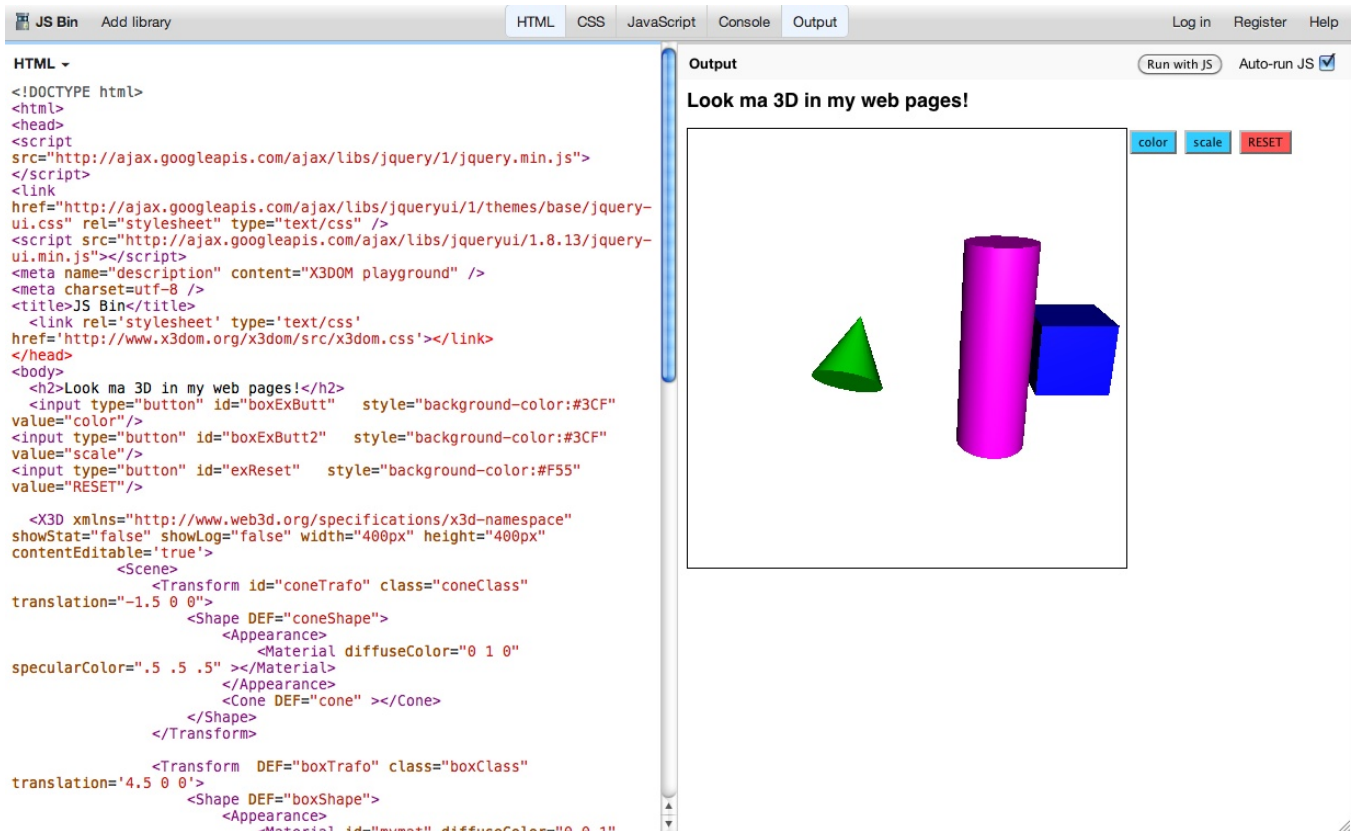 JS Bin Add library HTML CSS JavaScript Console Output Log in Register Help
HTML
<!DOCTYPE html>
<html>
<head>
<script
src="http://ajax.googleapis.com/ajax/libs/jquery/1/jquery.min.js">
</script>
<link
href="http://ajax.googleapis.com/ajax/libs/jqueryui/1/themes/base/jquery-
ui.css" rel="stylesheet" type="text/css" />
<script src="http://ajax.googleapis.com/ajax/libs/jqueryui/1.8.13/jquery-
ui.min.js"></script>
<meta name="description" content="X3DOM playground" />
<meta charset=utf-8 />
<title>JS Bin</title>
<link rel='stylesheet' type='text/css'
href='http://www.x3dom.org/x3dom/src/x3dom.css'></link>
</head>
<body>
<h2>Look ma 3D in my web pages!</h2>
<input type="button" id="boxExButt" style="background-color:#3CF"
value="color"/>
<input type="button" id="boxExButt2" style="background-color:#3CF"
value="scale"/>
<input type="button" id="exReset" style="background-color:#F55"
value="RESET"/>
<X3D xmlns="http://www.web3d.org/specifications/x3d-namespace"
showStat="false" showLog="false" width="400px" height="400px"
contentEditable='true'>
<Scene>
<Transform id="coneTrafo" class="coneClass"
translation="-1.5 0 0">
<Shape DEF="coneShape">
<Appearance>
<Material diffuseColor="0 1 0"
specularColor=".5 .5 .5" ></Material>
</Appearance>
<Cone DEF="cone" ></Cone>
</Shape>
</Transform>
<Transform DEF="boxTrafo" class="boxClass"
translation='4.5 0 0'>
<Shape DEF="boxShape">
<Appearance>
<Material id="mymat" diffuseColor="0 0 1"
Output Run with JS Auto-run JS
Look ma 3D in my web pages!
color scale RESET